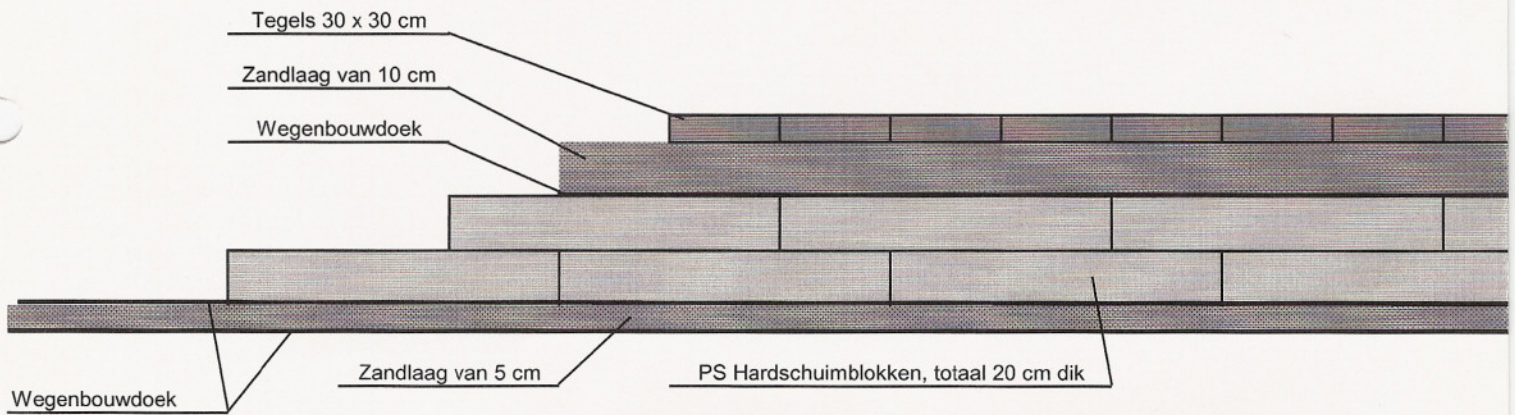 Tegels 30 x 30 cm
Zandlaag van 10 cm
Wegenbouwdoek
Zandlaag van 5 cm
PS Hardschuimblokken, totaal 20 cm dik
Wegenbouwdoek